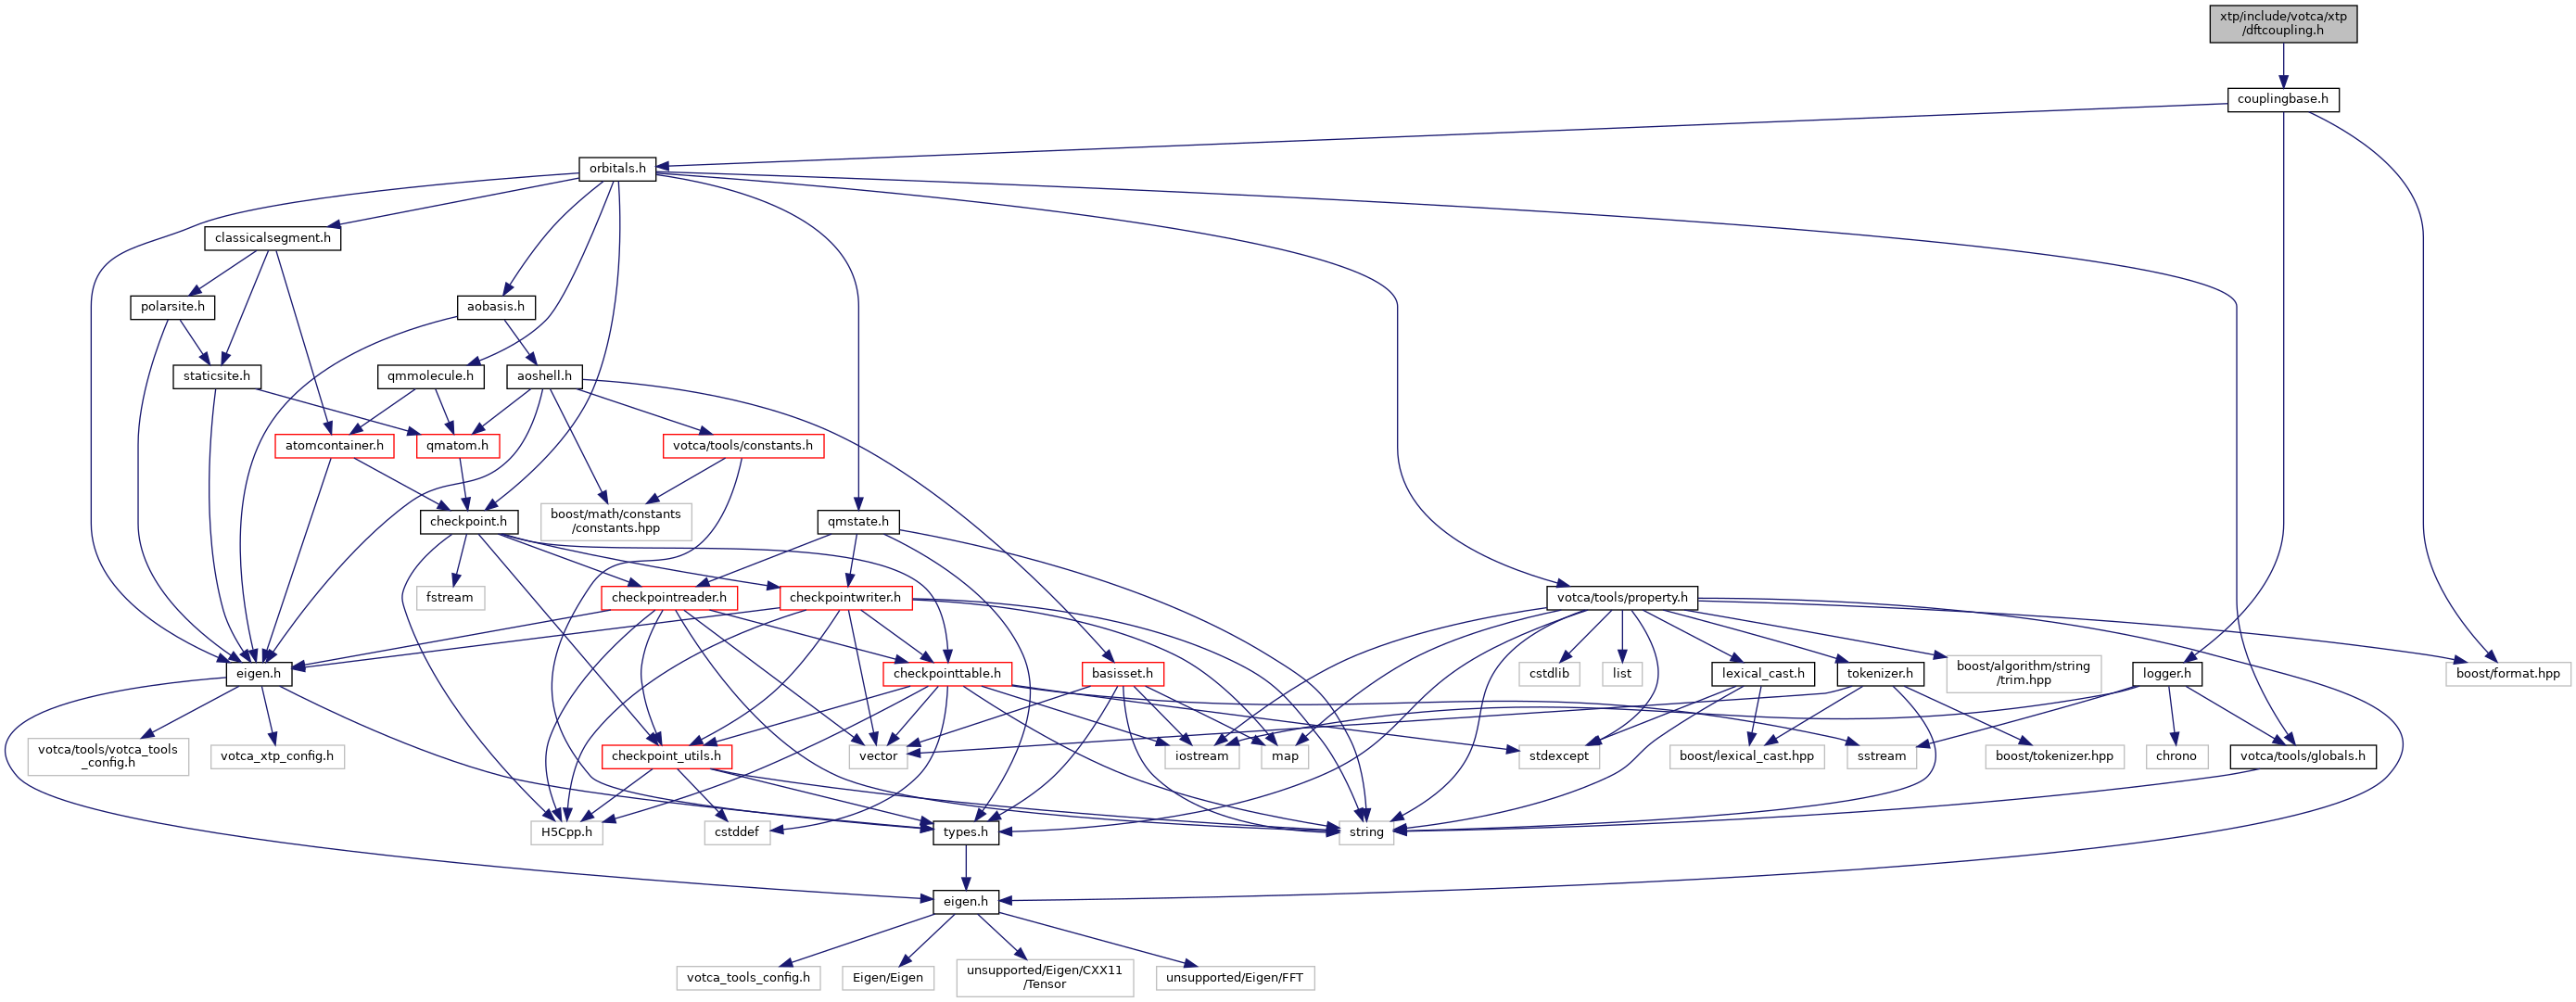 xtp/include/votca/xtp
/dftcoupling.h
couplingbase.h
orbitals.h
classicalsegment.h
polarsite.h
aobasis.h
staticsite.h
qmmolecule.h
aoshell.h
atomcontainer.h
qmatom.h
votca/tools/constants.h
boost/math/constants
/constants.hpp
checkpoint.h
qmstate.h
fstream
checkpointreader.h
checkpointwriter.h
votca/tools/property.h
eigen.h
checkpointtable.h
basisset.h
cstdlib
list
lexical_cast.h
tokenizer.h
boost/algorithm/string
/trim.hpp
logger.h
boost/format.hpp
votca/tools/votca_tools
_config.h
votca_xtp_config.h
checkpoint_utils.h
vector
iostream
map
stdexcept
boost/lexical_cast.hpp
sstream
boost/tokenizer.hpp
chrono
votca/tools/globals.h
H5Cpp.h
cstddef
types.h
string
eigen.h
votca_tools_config.h
Eigen/Eigen
unsupported/Eigen/CXX11
/Tensor
unsupported/Eigen/FFT